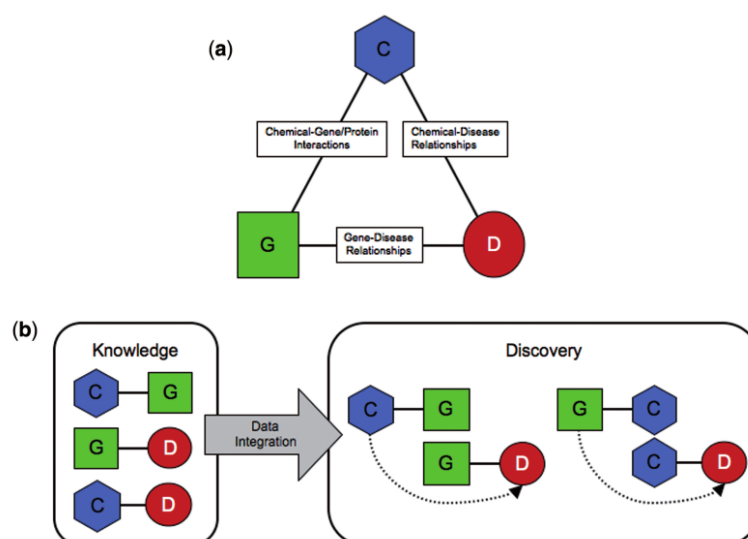 (a)
C
Chemical-Gene/Protein
Interactions
Chemical-Disease
Relationships
G
Gene-Disease
Relationships
D
(b)
Knowledge
C G
G D
C D
Data
Integration
Discovery
C G
G D
G C
C D